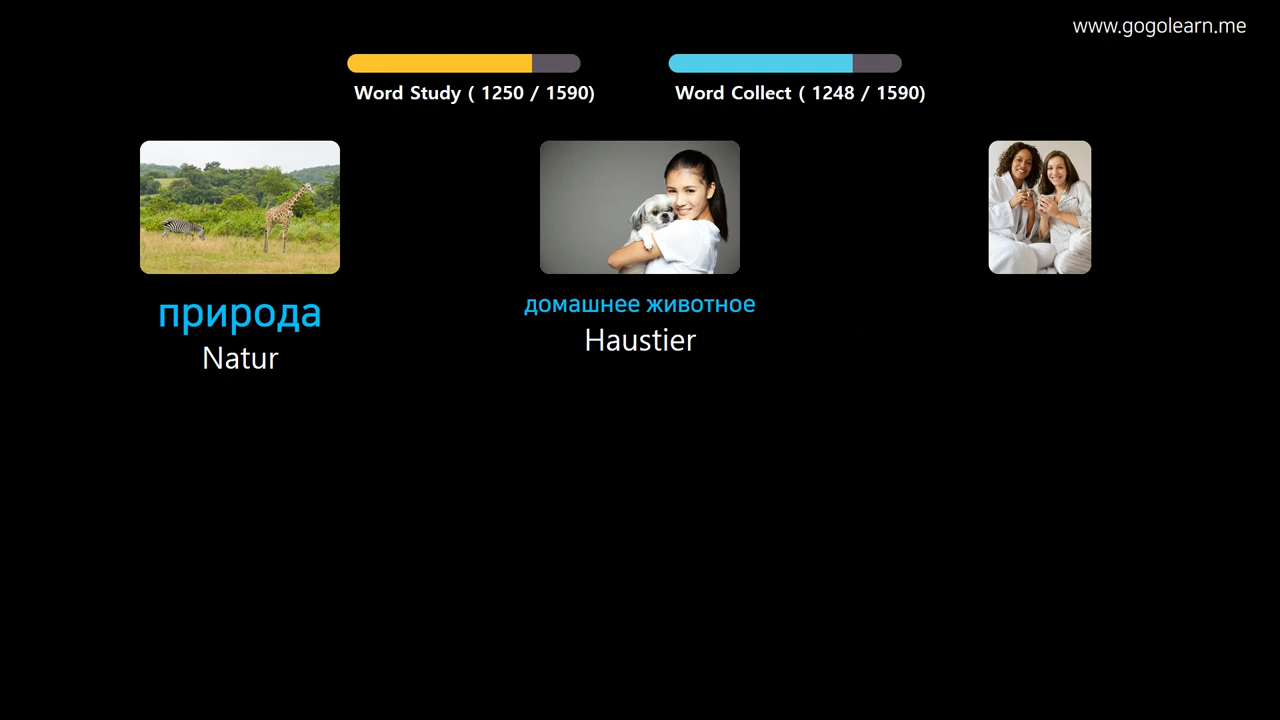 www.gogolearn.me
Word Study ( 1250 / 1590)
Word Collect ( 1248 / 1590)
природа
Natur
домашнее животное
Haustier